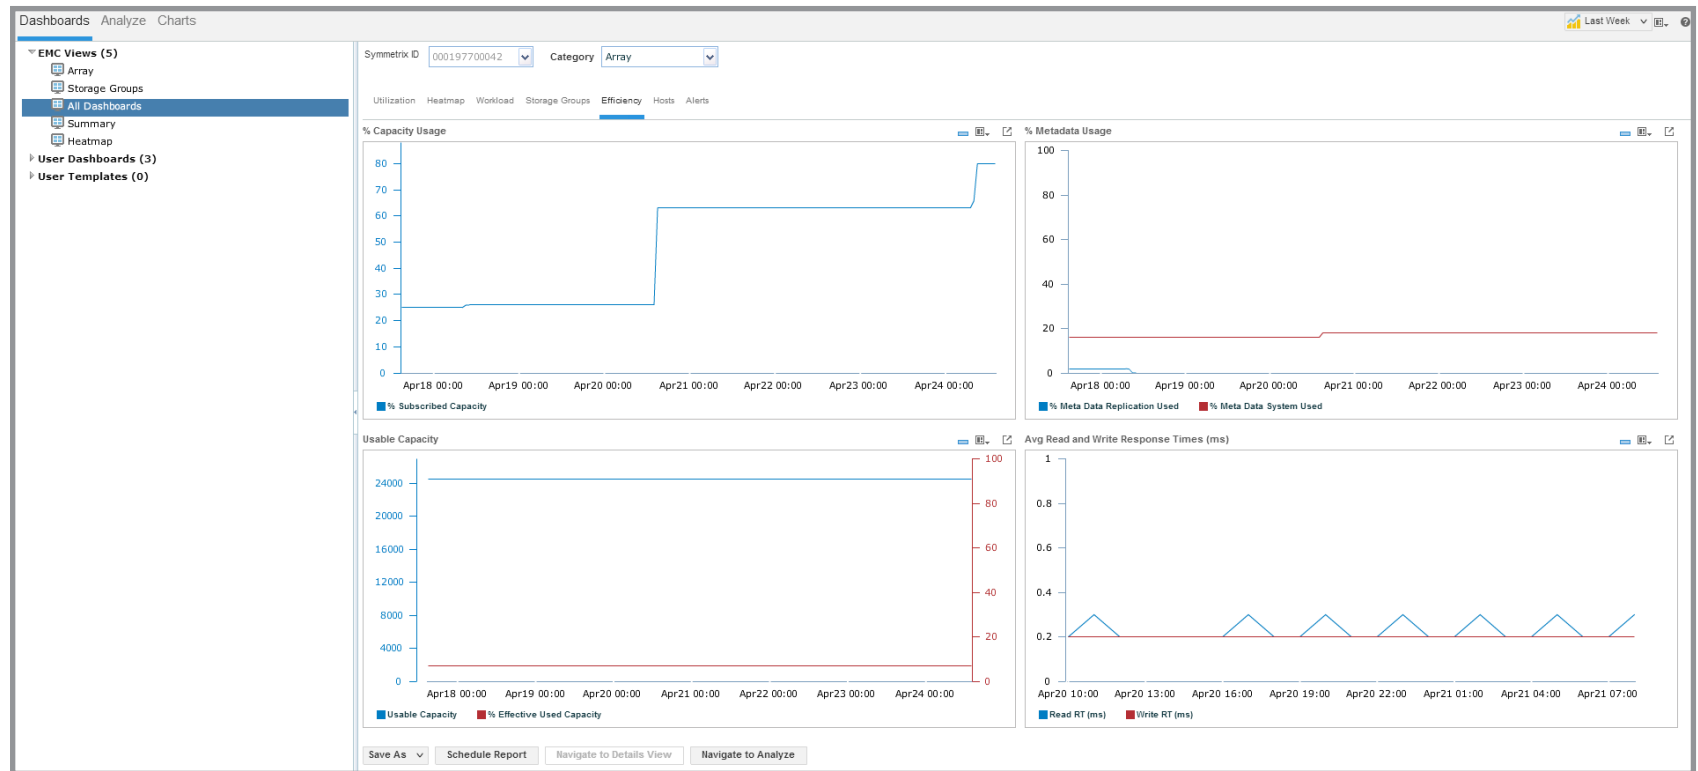 Dashboards Analyze Charts
Last Week
EMC Views (5)
Array
Storage Groups
All Dashboards
Summary
Heatmap
User Dashboards (3)
User Templates (0)
Symmetrix ID 000197700042 Category Array
Utilization Heatmap Workload Storage Groups Efficiency Hosts Alerts
% Capacity Usage
80
70
60
50
40
30
20
10
0
Apr18 00:00 Apr19 00:00 Apr20 00:00 Apr21 00:00 Apr22 00:00 Apr23 00:00 Apr24 00:00
% Subscribed Capacity
% Metadata Usage
100
80
60
40
20
0
Apr18 00:00 Apr19 00:00 Apr20 00:00 Apr21 00:00 Apr22 00:00 Apr23 00:00 Apr24 00:00
% Meta Data Replication Used % Meta Data System Used
Usable Capacity
24000
20000
16000
12000
8000
4000
0
100
80
60
40
20
0
Apr18 00:00 Apr19 00:00 Apr20 00:00 Apr21 00:00 Apr22 00:00 Apr23 00:00 Apr24 00:00
Usable Capacity % Effective Used Capacity
Avg Read and Write Response Times (ms)
1
0.8
0.6
0.4
0.2
0
Apr20 10:00 Apr20 13:00 Apr20 16:00 Apr20 19:00 Apr20 22:00 Apr21 01:00 Apr21 04:00 Apr21 07:00
Read RT (ms) Write RT (ms)
Save As Schedule Report Navigate to Details View Navigate to Analyze